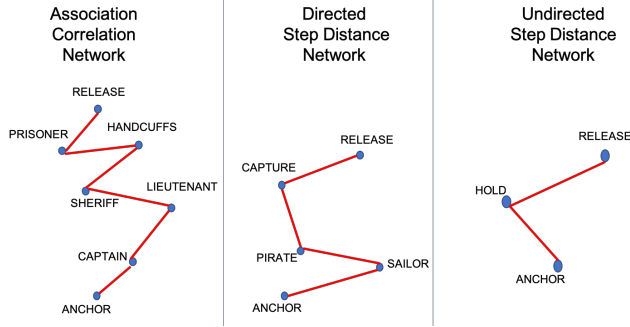 Association
Correlation
Network
RELEASE
HANDCUFFS
PRISONER
LIEUTENANT
SHERIFF
CAPTAIN
ANCHOR
Directed
Step Distance
Network
RELEASE
CAPTURE
PIRATE
SAILOR
ANCHOR
Undirected
Step Distance
Network
RELEASE
HOLD
ANCHOR